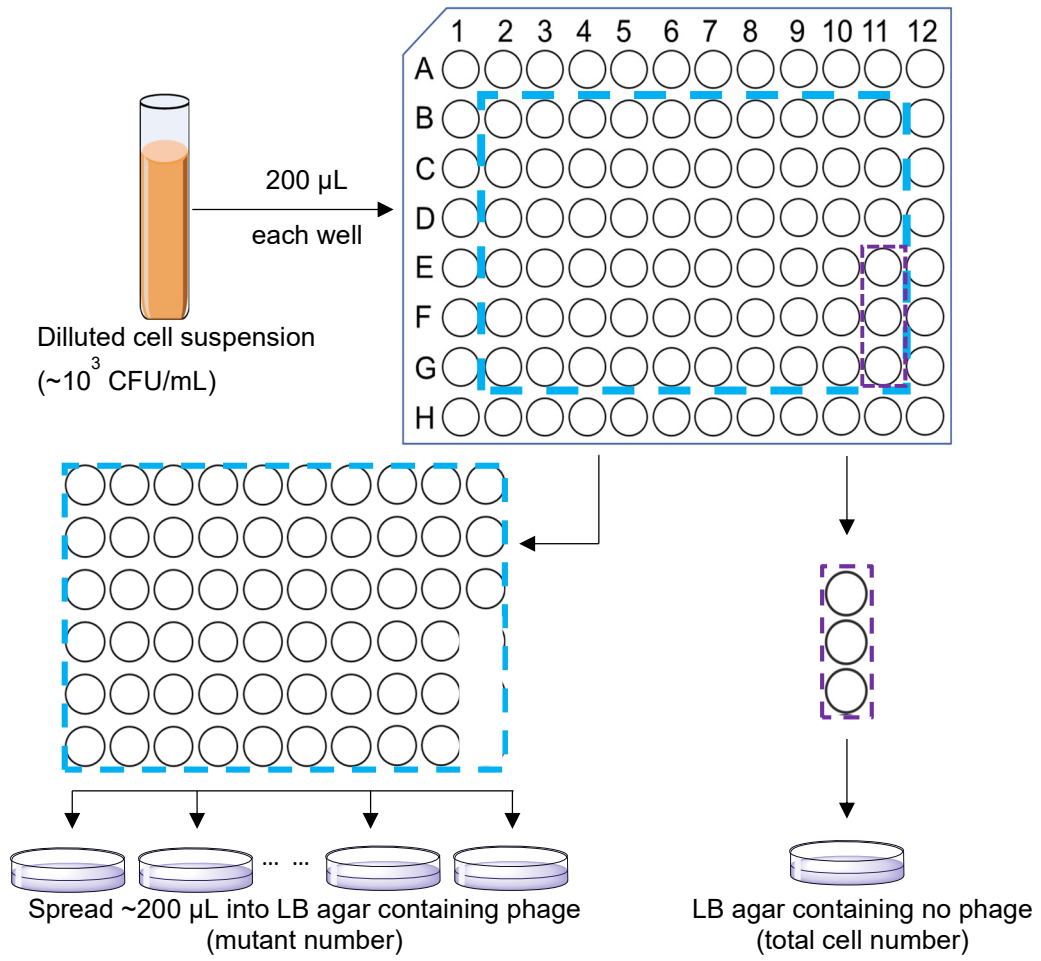 1 2 3 4 5 6 7 8 9 10 11 12
A
B
C
D
E
F
G
H
200 µL
each well
Dilluted cell suspension
(~10³ CFU/mL)
... ...
Spread ~200 µL into LB agar containing phage
(mutant number)
LB agar containing no phage
(total cell number)